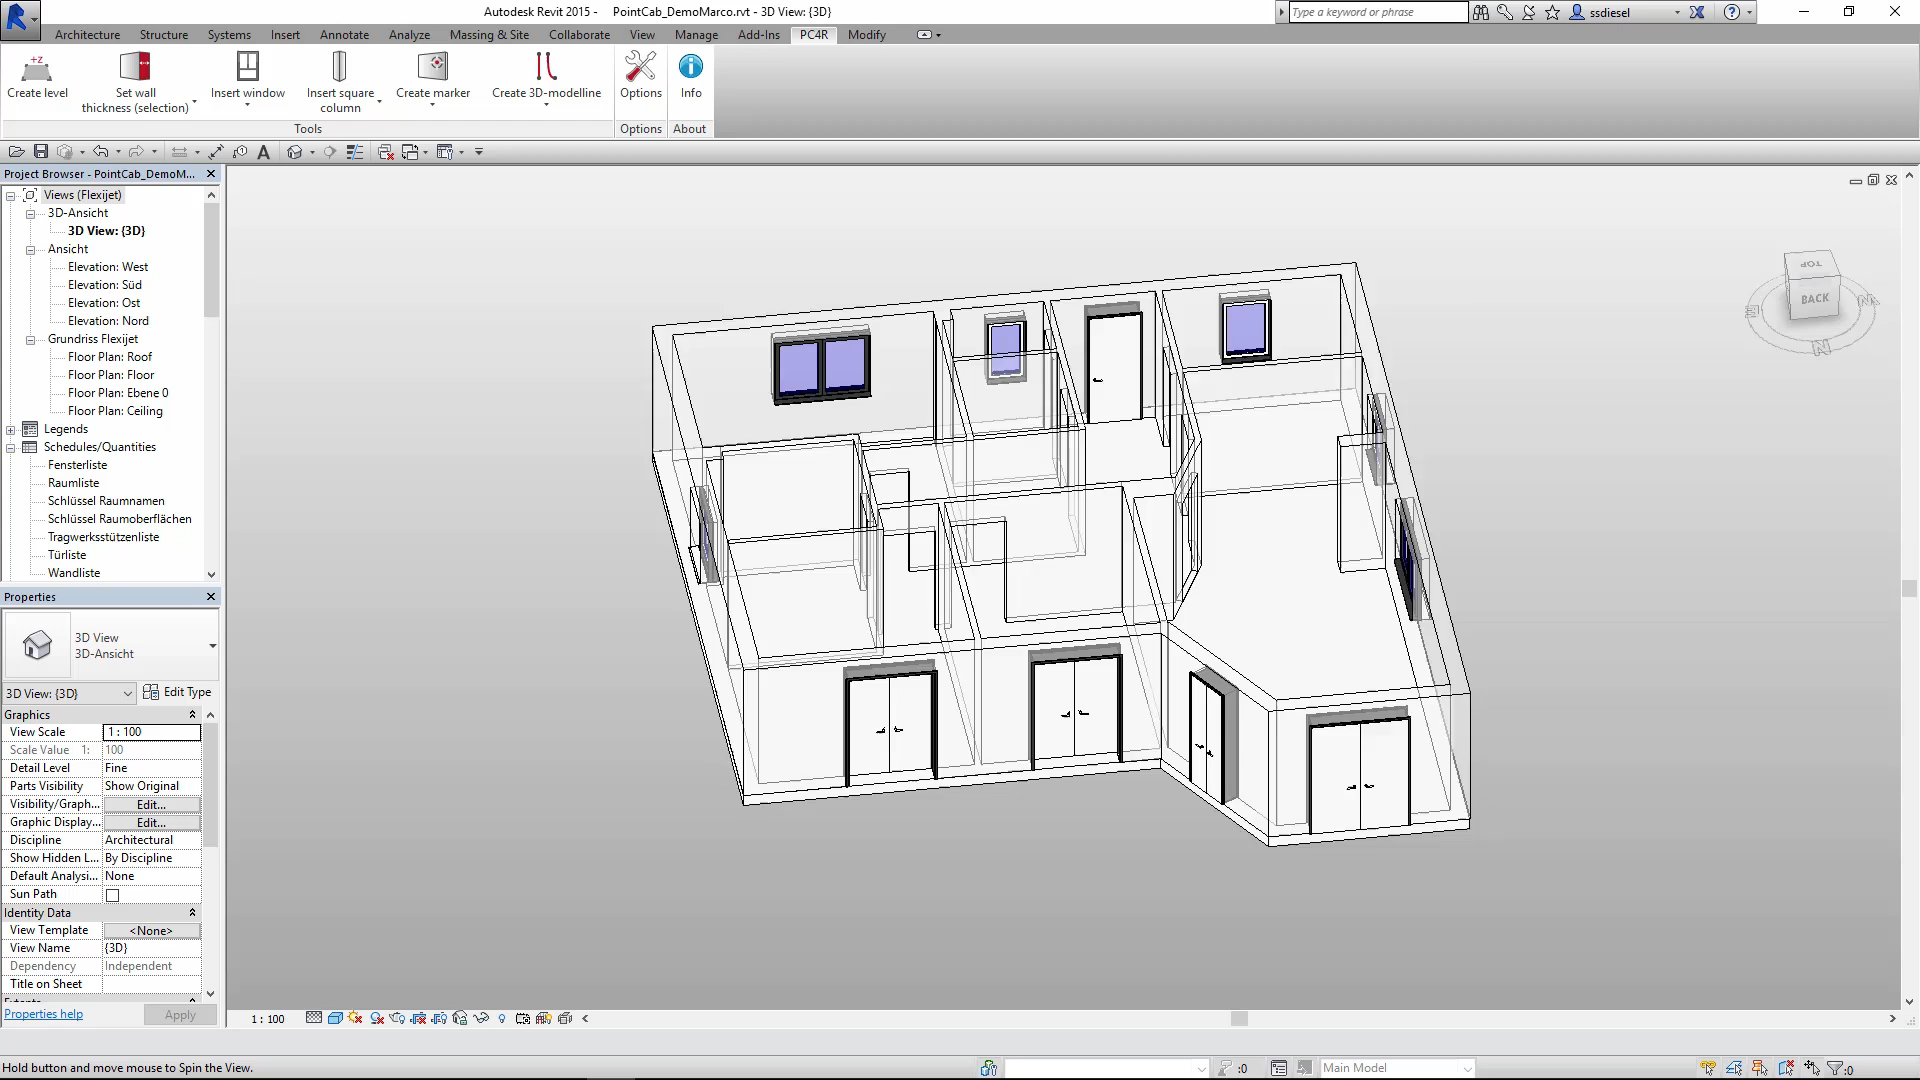 Autodesk Revit 2015 - PointCab_DemoMarco.rvt - 3D View: {3D}
Type a keyword or phrase
ssdiesel
Architecture Structure Systems Insert Annotate Analyze Massing & Site Collaborate View Manage Add-Ins PC4R Modify
+Z
Create level
Set wall
thickness (selection)
Insert window
Insert square
column
Create marker
Create 3D-modelline
Options
Info
Tools
Options
About
Project Browser - PointCab_DemoM...
Views (Flexijet)
3D-Ansicht
3D View: {3D}
Ansicht
Elevation: West
Elevation: Süd
Elevation: Ost
Elevation: Nord
Grundriss Flexijet
Floor Plan: Roof
Floor Plan: Floor
Floor Plan: Ebene 0
Floor Plan: Ceiling
Legends
Schedules/Quantities
Fensterliste
Raumliste
Schlüssel Raumnamen
Schlüssel Raumoberflächen
Tragwerksstützenliste
Türliste
Wandliste
Properties
3D View
3D-Ansicht
3D View: {3D}
Edit Type
Graphics
View Scale 1 : 100
Scale Value 1: 100
Detail Level Fine
Parts Visibility Show Original
Visibility/Graph... Edit...
Graphic Display... Edit...
Discipline Architectural
Show Hidden L... By Discipline
Default Analysi... None
Sun Path
Identity Data
View Template <None>
View Name {3D}
Dependency Independent
Title on Sheet
Properties help
Apply
TOP
BACK
N
1 : 100
Hold button and move mouse to Spin the View.
:0
Main Model
:0